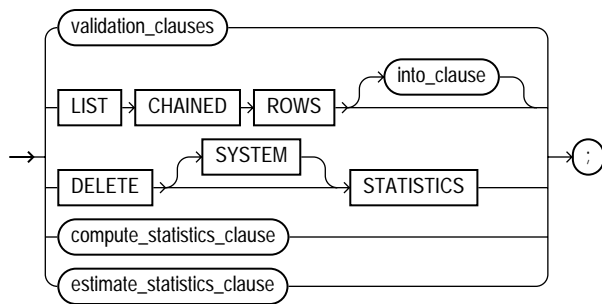 validation_clauses
into_clause
LIST CHAINED ROWS
SYSTEM
;
DELETE STATISTICS
compute_statistics_clause
estimate_statistics_clause